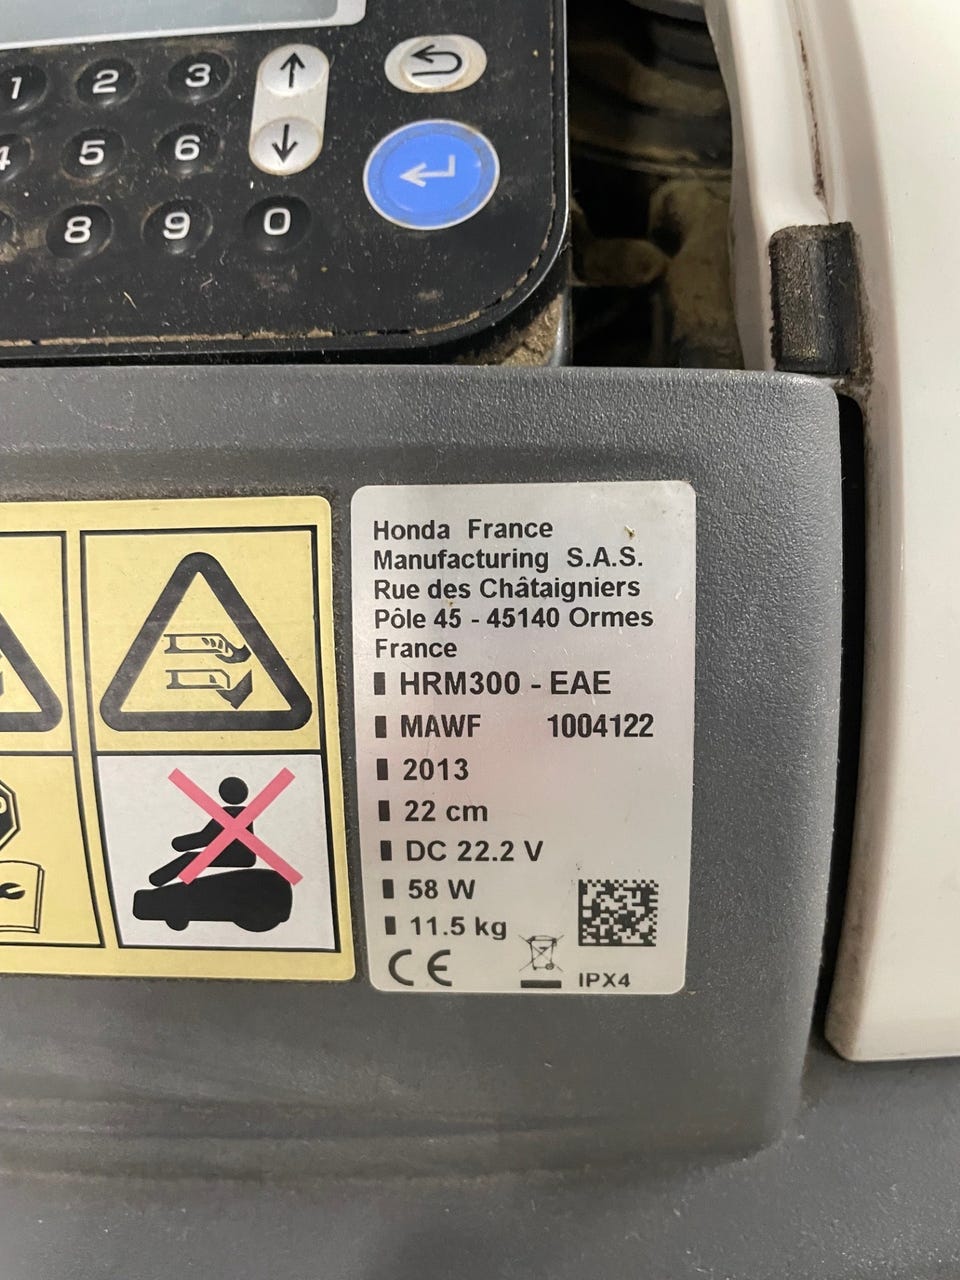 1 2 3
4 5 6
8 9 0
Honda France
Manufacturing S.A.S.
Rue des Châtaigniers
Pôle 45 - 45140 Ormes
France
HRM300 - EAE
MAWF 1004122
2013
22 cm
DC 22.2 V
58 W
11.5 kg
CE
IPX4